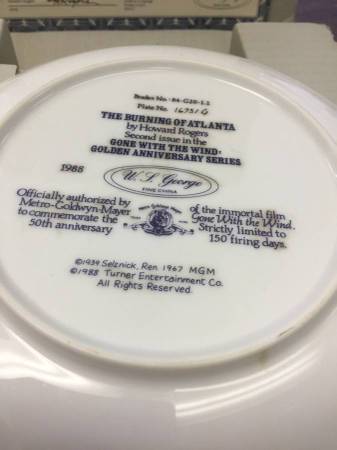 Bradex No. 84-G20-1.2
Plate No. 16751G
THE BURNING OF ATLANTA
by Howard Rogers
Second issue in the
GONE WITH THE WIND:
GOLDEN ANNIVERSARY SERIES
1988
W. S. George
FINE CHINA
Officially authorized by
Metro-Goldwyn-Mayer
to commemorate the
50th anniversary
of the immortal film
Gone With the Wind.
Strictly limited to
150 firing days.
©1939 Selznick, Ren. 1967 MGM
©1988 Turner Entertainment Co.
All Rights Reserved.